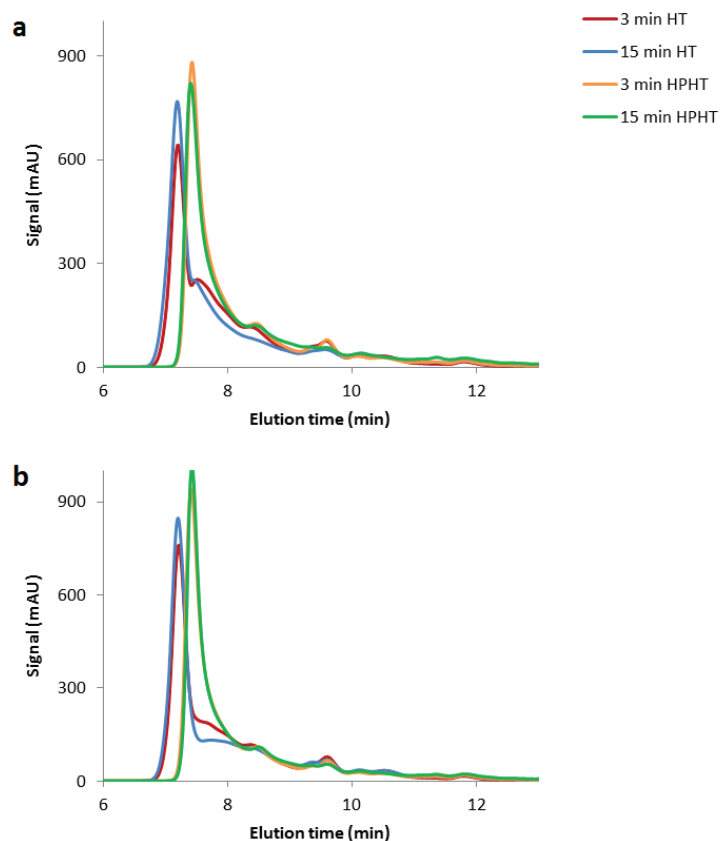 a
3 min HT
15 min HT
3 min HPHT
15 min HPHT
900
600
300
0
Signal (mAU)
6 8 10 12
Elution time (min)
b
900
600
300
0
Signal (mAU)
6 8 10 12
Elution time (min)